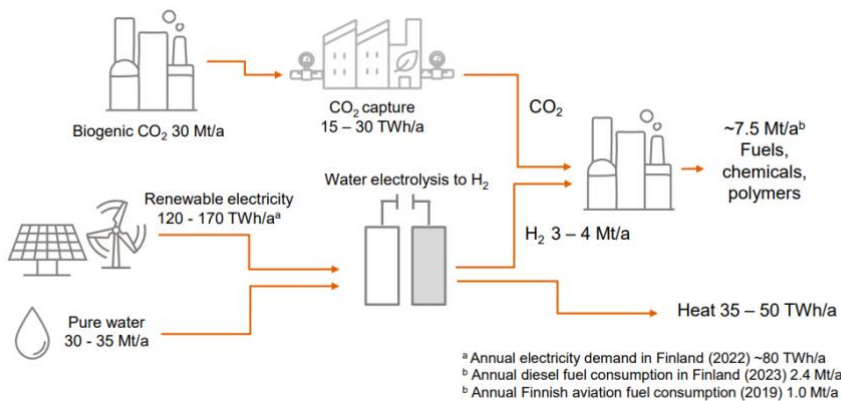 Biogenic CO₂ 30 Mt/a
CO₂ capture
15 – 30 TWh/a
CO₂
~7.5 Mt/aᵇ
Fuels,
chemicals,
polymers
Renewable electricity
120 - 170 TWh/aᵃ
Water electrolysis to H₂
H₂ 3 – 4 Mt/a
Pure water
30 - 35 Mt/a
Heat 35 – 50 TWh/a
ᵃ Annual electricity demand in Finland (2022) ~80 TWh/a
ᵇ Annual diesel fuel consumption in Finland (2023) 2.4 Mt/a
ᵇ Annual Finnish aviation fuel consumption (2019) 1.0 Mt/a